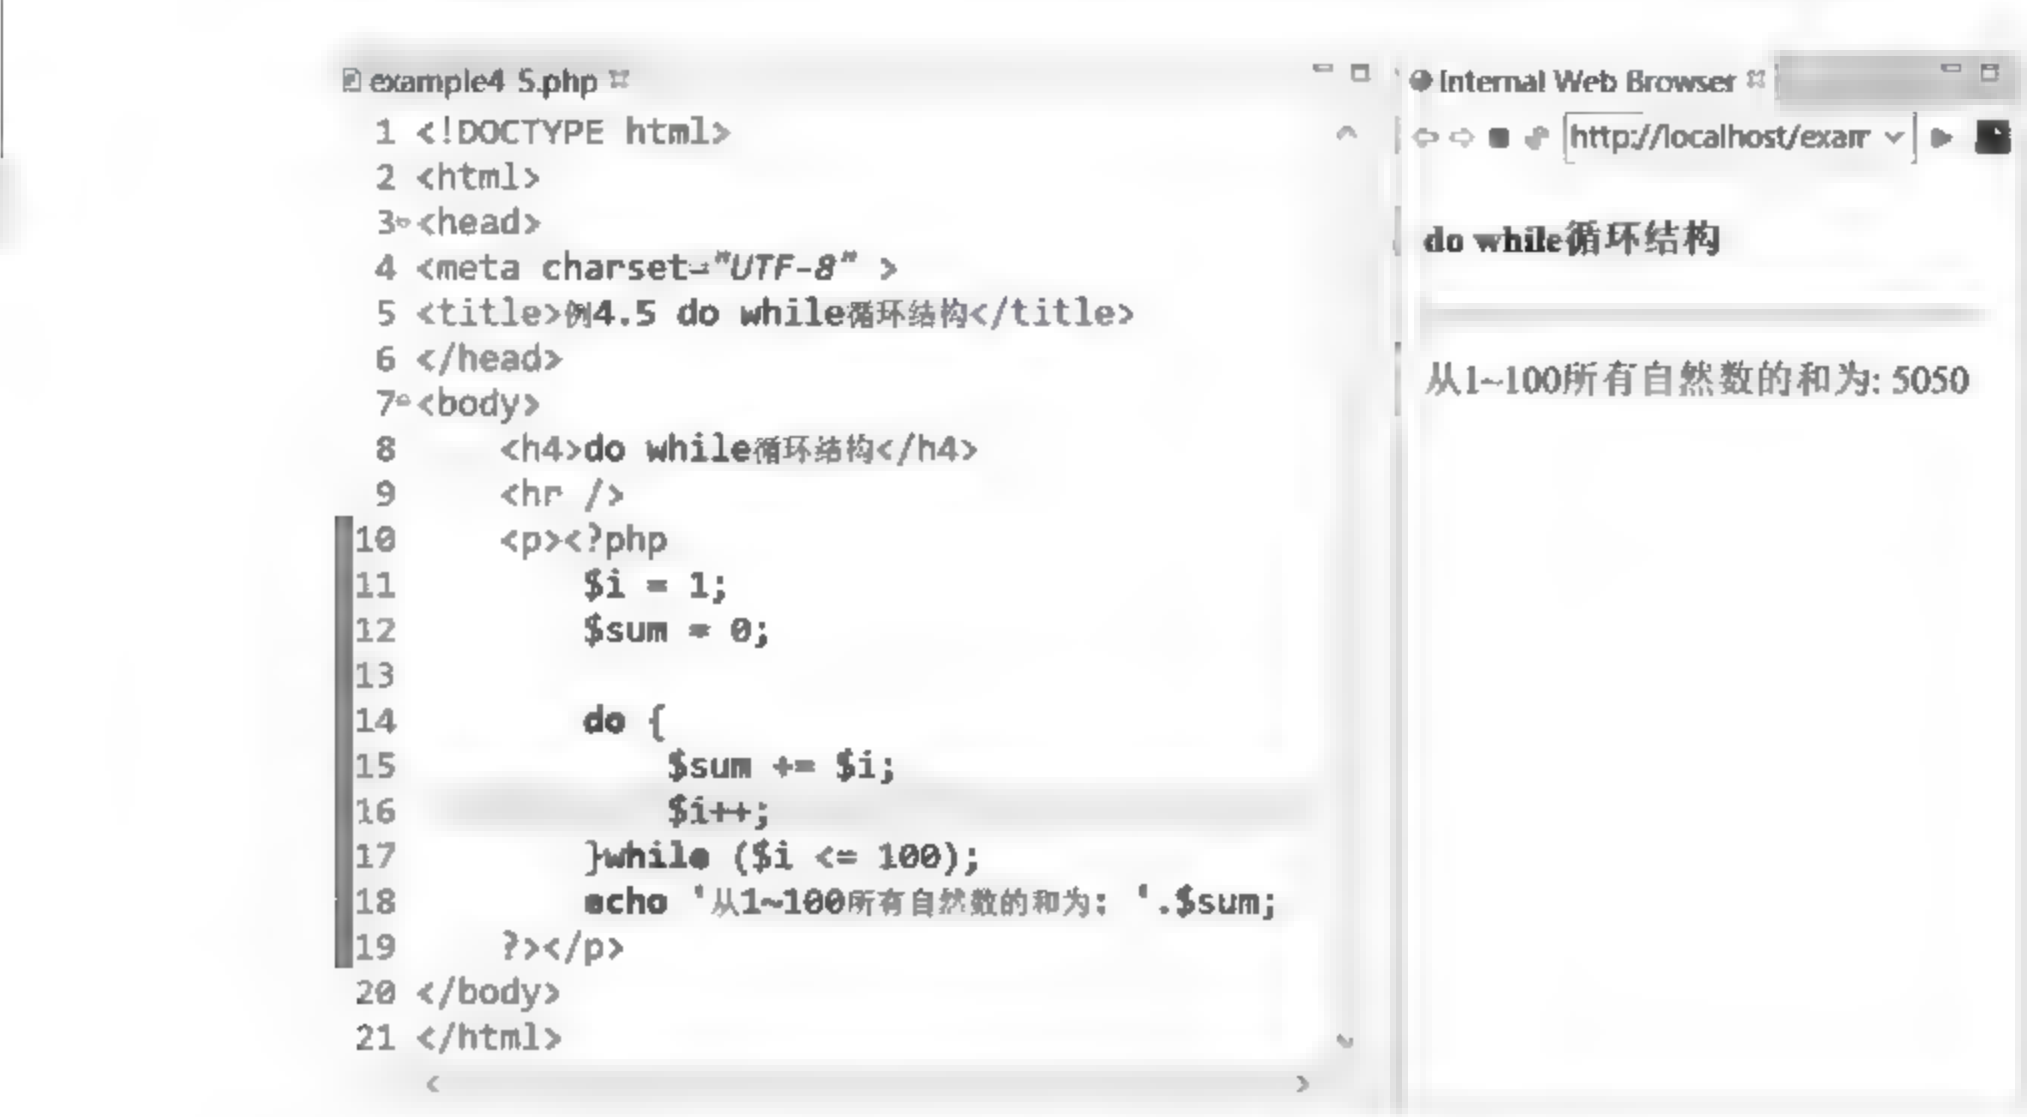 example4 5.php
1 <!DOCTYPE html>
2 <html>
3 <head>
4 <meta charset="UTF-8" >
5 <title>例4.5 do while循环结构</title>
6 </head>
7 <body>
8 <h4>do while循环结构</h4>
9 <hr />
10 <p><?php
11 $i = 1;
12 $sum = 0;
13
14 do {
15 $sum += $i;
16 $i++;
17 }while ($i <= 100);
18 echo '从1~100所有自然数的和为: '.$sum;
19 ?></p>
20 </body>
21 </html>
Internal Web Browser
http://localhost/exam
do while循环结构
从1~100所有自然数的和为: 5050